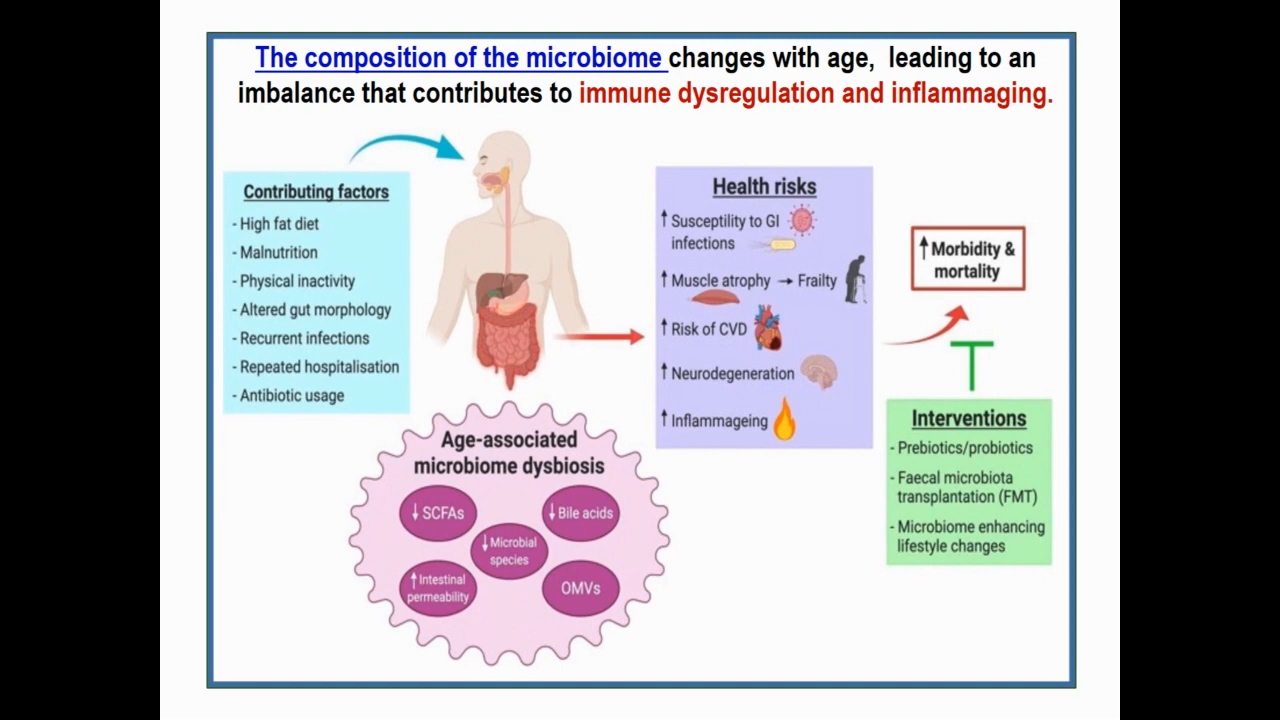 The composition of the microbiome changes with age, leading to an
imbalance that contributes to immune dysregulation and inflammaging.
Contributing factors
- High fat diet
- Malnutrition
- Physical inactivity
- Altered gut morphology
- Recurrent infections
- Repeated hospitalisation
- Antibiotic usage
Age-associated
microbiome dysbiosis
↓ SCFAs
↓ Bile acids
↓ Microbial
species
↑ Intestinal
permeability
OMVs
Health risks
↑ Susceptility to GI
infections
↑ Muscle atrophy → Frailty
↑ Risk of CVD
↑ Neurodegeneration
↑ Inflammageing
↑ Morbidity &
mortality
Interventions
- Prebiotics/probiotics
- Faecal microbiota
transplantation (FMT)
- Microbiome enhancing
lifestyle changes